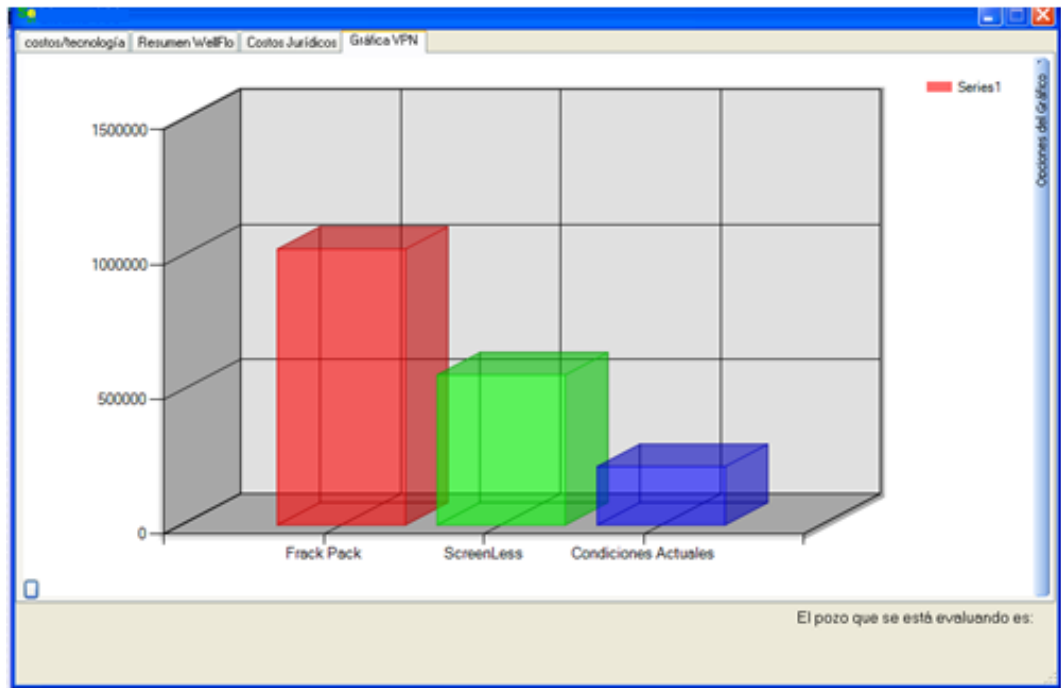 costos/tecnología Resumen WellFlo Costos Jurídicos Gráfica VPN
Series1
Opciones del Gráfico
1500000
1000000
500000
0
Frack Pack ScreenLess Condiciones Actuales
El pozo que se está evaluando es: